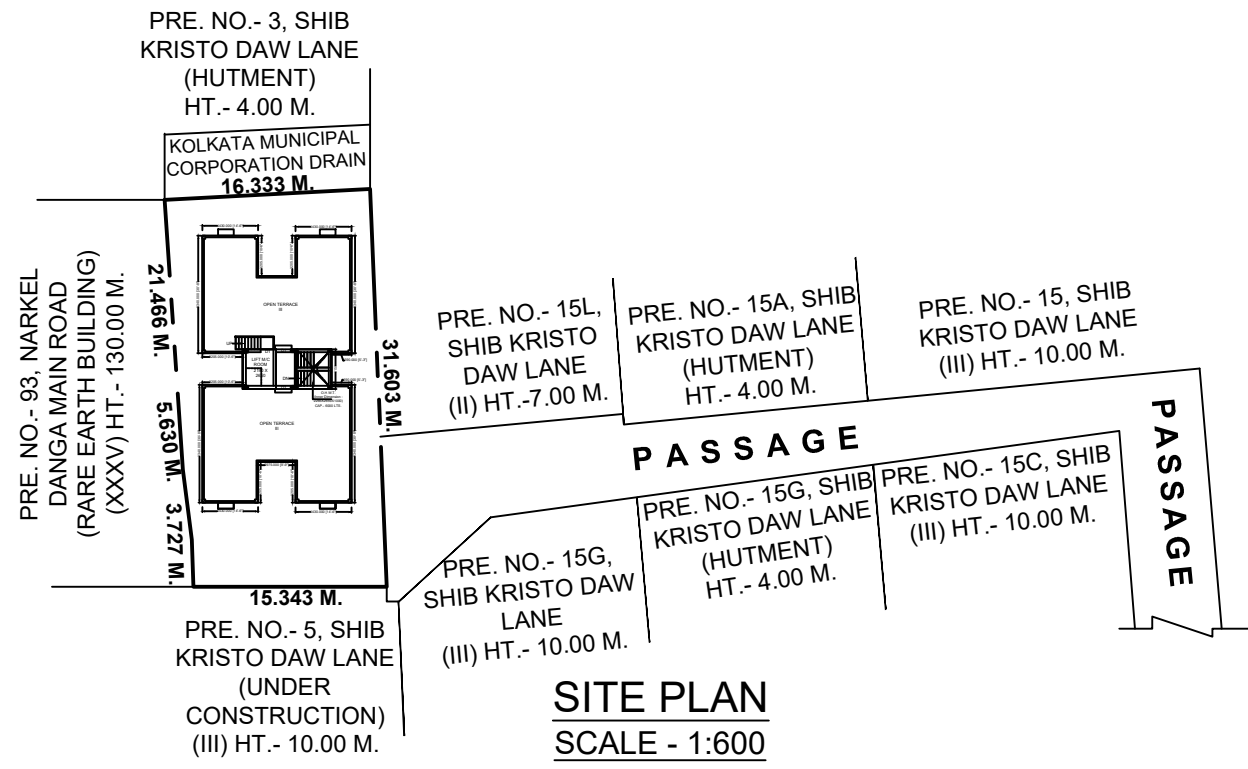 PRE. NO.- 3, SHIB
KRISTO DAW LANE
(HUTMENT)
HT.- 4.00 M.
KOLKATA MUNICIPAL
CORPORATION DRAIN
16.333 M.
PRE. NO.- 93, NARKEL
DANGA MAIN ROAD
(RARE EARTH BUILDING)
(XXXV) HT.- 130.00 M.
21.466 M.
5.630 M.
3.727 M.
OPEN TERRACE
LIFT M/C
ROOM
OPEN TERRACE
31.603 M.
15.343 M.
PRE. NO.- 5, SHIB
KRISTO DAW LANE
(UNDER
CONSTRUCTION)
(III) HT.- 10.00 M.
PRE. NO.- 15L,
SHIB KRISTO
DAW LANE
(II) HT.-7.00 M.
PRE. NO.- 15A, SHIB
KRISTO DAW LANE
(HUTMENT)
HT.- 4.00 M.
PRE. NO.- 15, SHIB
KRISTO DAW LANE
(III) HT.- 10.00 M.
PASSAGE
PASSAGE
PRE. NO.- 15G,
SHIB KRISTO DAW
LANE
(III) HT.- 10.00 M.
PRE. NO.- 15G, SHIB
KRISTO DAW LANE
(HUTMENT)
HT.- 4.00 M.
PRE. NO.- 15C, SHIB
KRISTO DAW LANE
(III) HT.- 10.00 M.
SITE PLAN
SCALE - 1:600